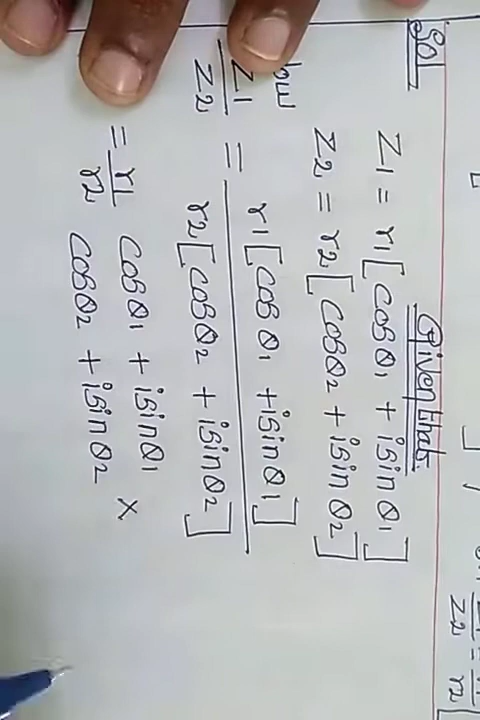 Sol
Given that
Z1 = r1[cosθ1 + isinθ1]
Z2 = r2[cosθ2 + isinθ2]
Z1/Z2 = r1[cosθ1 + isinθ1] / r2[cosθ2 + isinθ2]
= r1/r2 cosθ1 + isinθ1 / cosθ2 + isinθ2 ×